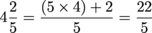 4 2/5 = ((5 × 4) + 2)/5 = 22/5